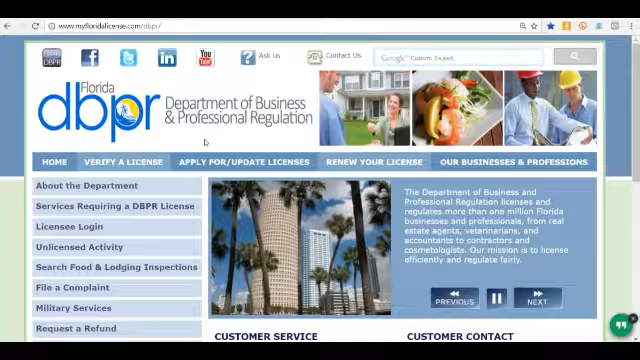 www.myfloridalicense.com/dbpr/
DBPR
You
Tube
Ask us
Contact Us
Google Custom Search
Florida
dbpr
Department of Business
& Professional Regulation
HOME
VERIFY A LICENSE
APPLY FOR/UPDATE LICENSES
RENEW YOUR LICENSE
OUR BUSINESSES & PROFESSIONS
About the Department
Services Requiring a DBPR License
Licensee Login
Unlicensed Activity
Search Food & Lodging Inspections
File a Complaint
Military Services
Request a Refund
The Department of Business and
Professional Regulation licenses and
regulates more than one million Florida
businesses and professionals, from real
estate agents, veterinarians, and
accountants to contractors and
cosmetologists. Our mission is to license
efficiently and regulate fairly.
PREVIOUS
NEXT
CUSTOMER SERVICE
CUSTOMER CONTACT